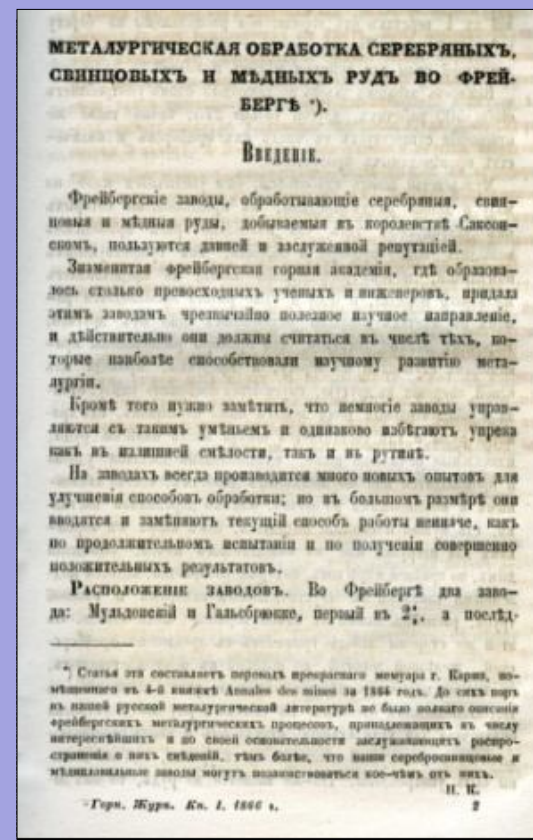 МЕТАЛУРГИЧЕСКАЯ ОБРАБОТКА СЕРЕБРЯНЫХЪ,
СВИНЦОВЫХЪ И МѢДНЫХЪ РУДЪ ВО ФРЕЙ-
БЕРГѢ *).
ВВЕДЕНІЕ.
Фрейбергскіе заводы, обработывающіе серебряныя, свин-
цовыя и мѣдныя руды, добываемыя въ королевствѣ Саксон-
скомъ, пользуются давней и заслуженной репутаціей.
Знаменитая фрейбергская горная академія, гдѣ образова-
лось столько превосходныхъ ученыхъ и инженеровъ, придала
этимъ заводамъ чрезвычайно полезное научное направленіе,
и дѣйствительно они должны считаться въ числѣ тѣхъ, ко-
торые наиболѣе способствовали научному развитію мета-
лургіи.
Кромѣ того нужно замѣтить, что немногіе заводы управ-
ляются съ такимъ умѣньемъ и одинаково избѣгаютъ упрека
какъ въ излишней смѣлости, такъ и въ рутинѣ.
На заводахъ всегда производится много новыхъ опытовъ для
улучшенія способовъ обработки; но въ большомъ размѣрѣ они
вводятся и замѣняютъ текущій способъ работы неиначе, какъ
по продолжительномъ испытаніи и по полученіи совершенно
положительныхъ результатовъ.
РАСПОЛОЖЕНІЕ ЗАВОДОВЪ. Во Фрейбергѣ два заво-
да: Мульденскій и Гальсбрюкке, первый въ а послѣд-
*) Статья эта составляетъ переводъ прекраснаго мемуара г. по-
мѣщеннаго въ 4-й книжкѣ Annales des mines за 1864 годъ. До сихъ поръ
въ нашей русской металургической литературѣ не было полнаго описанія
фрейбергскихъ металургическихъ процессовъ, принадлежащихъ къ числу
интереснѣйшихъ и по своей основательности заслуживающихъ распро-
страненія о нихъ свѣденій, тѣмъ болѣе, что наши серебросвинцовые и
мѣдиплавильные заводы могутъ позаимствоваться кое-чѣмъ отъ нихъ.
Н. К.
Горн. Журн. Кн. I. 1866 г. 2